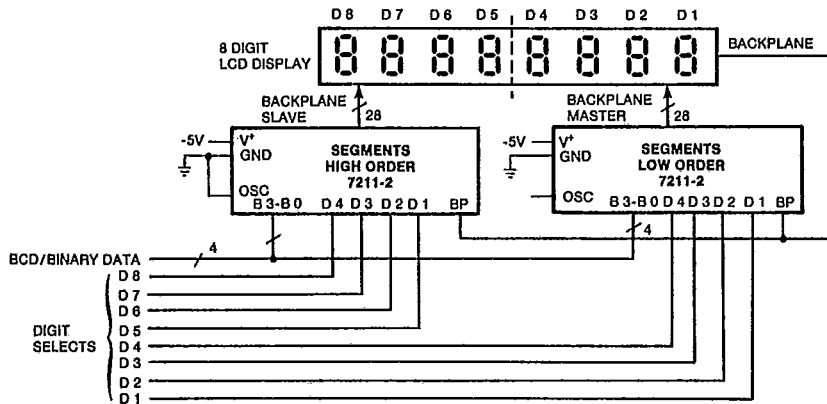 D8 D7 D6 D5 D4 D3 D2 D1
8 DIGIT
LCD DISPLAY
BACKPLANE
BACKPLANE
SLAVE
28
BACKPLANE
MASTER
28
-5V
V+
GND
OSC
SEGMENTS
HIGH ORDER
7211-2
B3-B0 D4 D3 D2 D1 BP
-5V
V+
GND
OSC
SEGMENTS
LOW ORDER
7211-2
B3-B0 D4 D3 D2 D1 BP
4
BCD/BINARY DATA
4
DIGIT
SELECTS
D8
D7
D6
D5
D4
D3
D2
D1